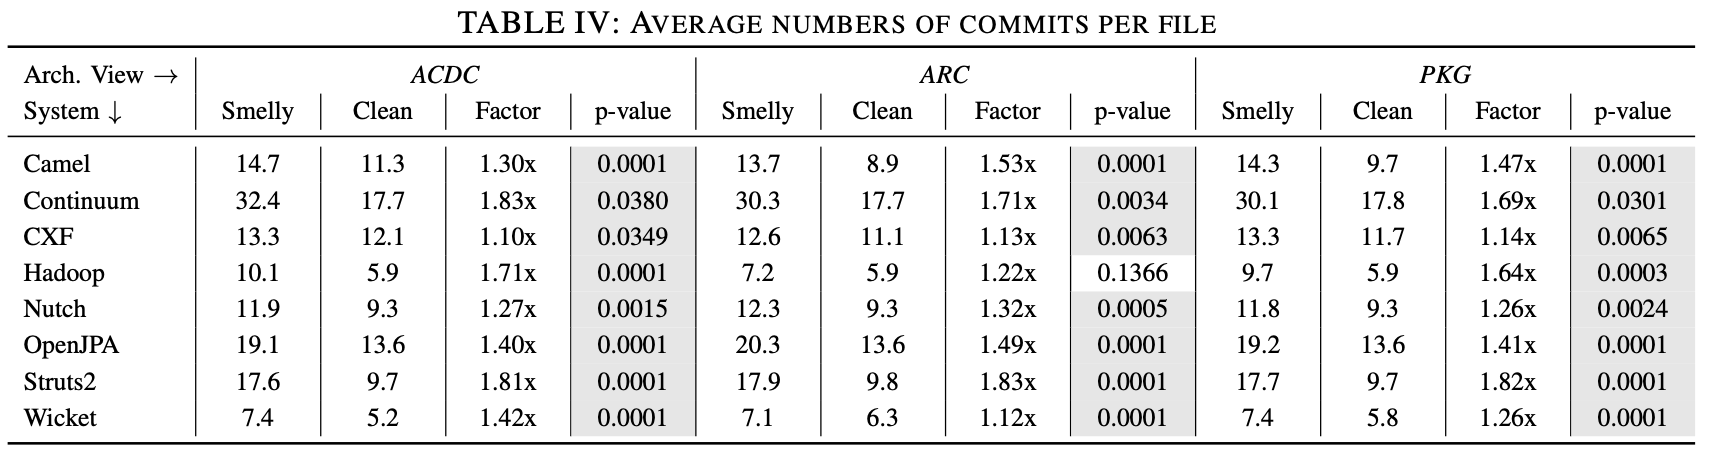 TABLE IV: AVERAGE NUMBERS OF COMMITS PER FILE
Arch. View → ACDC ARC PKG
System ↓ Smelly Clean Factor p-value Smelly Clean Factor p-value Smelly Clean Factor p-value
Camel 14.7 11.3 1.30x 0.0001 13.7 8.9 1.53x 0.0001 14.3 9.7 1.47x 0.0001
Continuum 32.4 17.7 1.83x 0.0380 30.3 17.7 1.71x 0.0034 30.1 17.8 1.69x 0.0301
CXF 13.3 12.1 1.10x 0.0349 12.6 11.1 1.13x 0.0063 13.3 11.7 1.14x 0.0065
Hadoop 10.1 5.9 1.71x 0.0001 7.2 5.9 1.22x 0.1366 9.7 5.9 1.64x 0.0003
Nutch 11.9 9.3 1.27x 0.0015 12.3 9.3 1.32x 0.0005 11.8 9.3 1.26x 0.0024
OpenJPA 19.1 13.6 1.40x 0.0001 20.3 13.6 1.49x 0.0001 19.2 13.6 1.41x 0.0001
Struts2 17.6 9.7 1.81x 0.0001 17.9 9.8 1.83x 0.0001 17.7 9.7 1.82x 0.0001
Wicket 7.4 5.2 1.42x 0.0001 7.1 6.3 1.12x 0.0001 7.4 5.8 1.26x 0.0001